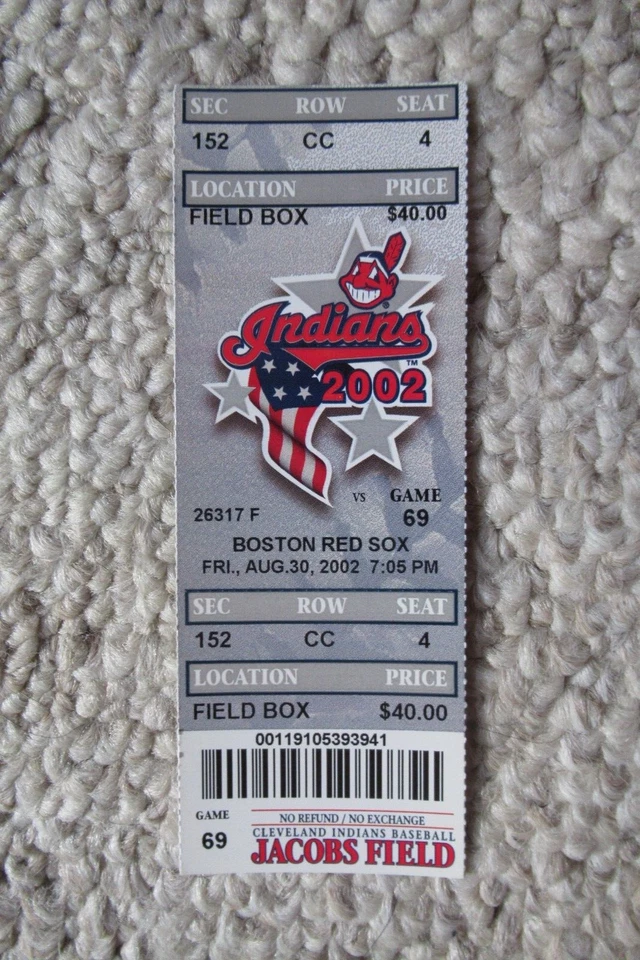 SEC ROW SEAT
152 CC 4
LOCATION PRICE
FIELD BOX $40.00
Indians
™
2002
vs GAME
26317 F 69
BOSTON RED SOX
FRI., AUG.30, 2002 7:05 PM
SEC ROW SEAT
152 CC 4
LOCATION PRICE
FIELD BOX $40.00
00119105393941
GAME
69
NO REFUND / NO EXCHANGE
CLEVELAND INDIANS BASEBALL
JACOBS FIELD